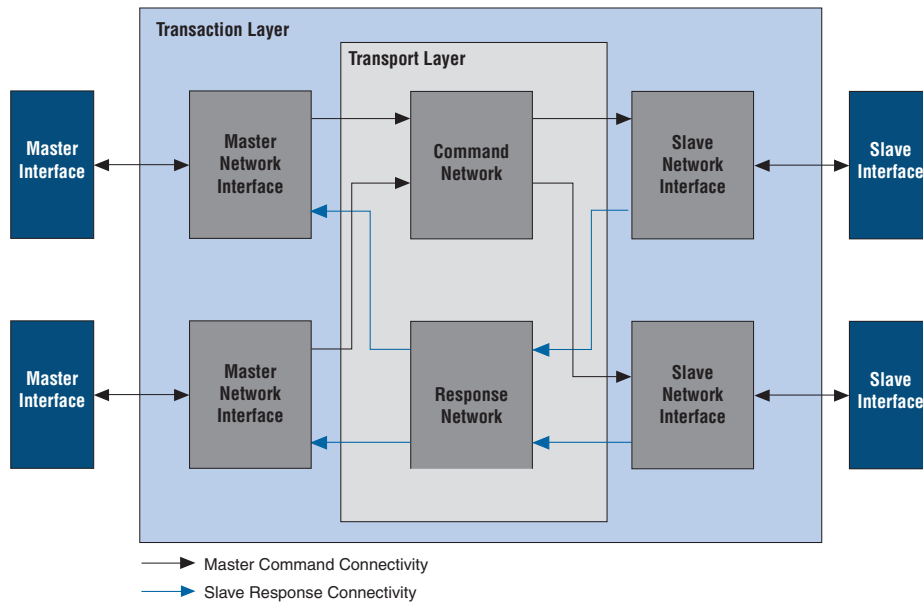 Transaction Layer
Transport Layer
Master
Interface
Master
Network
Interface
Command
Network
Slave
Network
Interface
Slave
Interface
Master
Interface
Master
Network
Interface
Response
Network
Slave
Network
Interface
Slave
Interface
Master Command Connectivity
Slave Response Connectivity